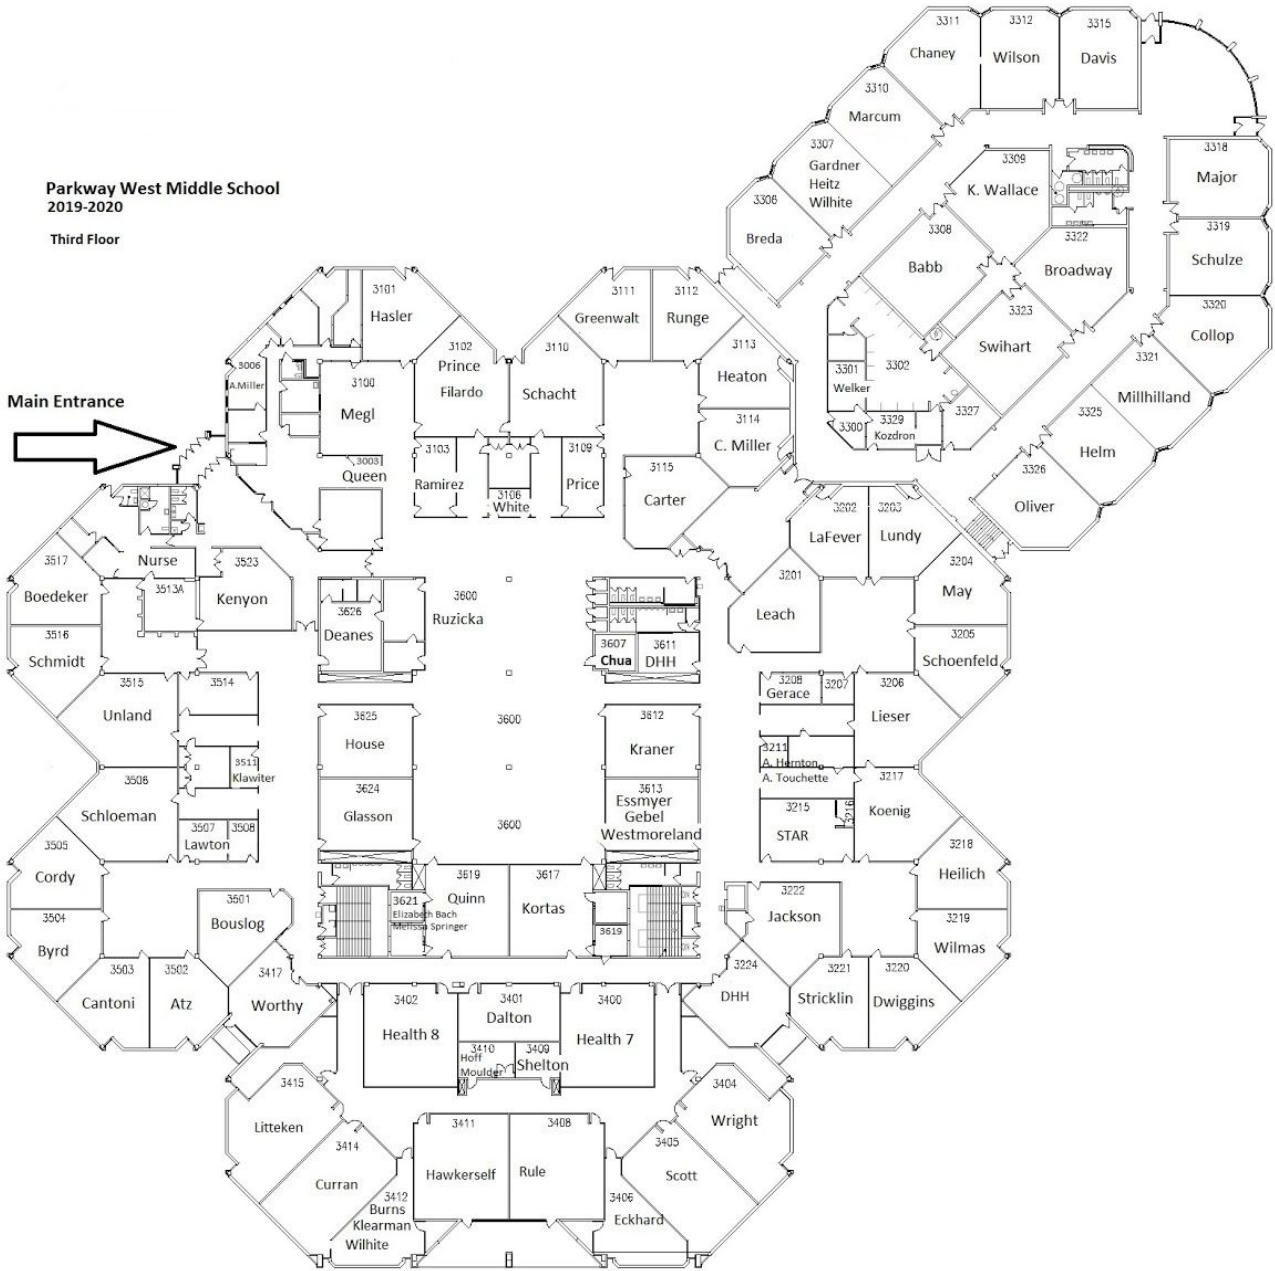 Parkway West Middle School
2019-2020
Third Floor
Main Entrance
3311
Chaney
3312
Wilson
3315
Davis
3310
Marcum
3307
Gardner
Heitz
Wilhite
3306
Breda
3309
K. Wallace
3318
Major
3308
Babb
3322
Broadway
3319
Schulze
3323
Swihart
3320
Collop
3321
Millhilland
3302
3301
Welker
3300
3329
Kozdron
3327
3325
Helm
3326
Oliver
3101
Hasler
3111
Greenwalt
3112
Runge
3102
Prince
Filardo
3110
Schacht
3113
Heaton
3006
A.Miller
3100
Megl
3114
C. Miller
3003
Queen
3103
Ramirez
3106
White
3109
Price
3115
Carter
3202
LaFever
3203
Lundy
3204
May
3201
Leach
3205
Schoenfeld
Nurse
3517
Boedeker
3513A
3523
Kenyon
3626
Deanes
3600
Ruzicka
3607
Chua
3611
DHH
3516
Schmidt
3515
Unland
3514
3208
Gerace
3207
3206
Lieser
3625
House
3600
3612
Kraner
3211
A. Hernton
A. Touchette
3511
Klawiter
3506
Schloeman
3624
Glasson
3600
3613
Essmyer
Gebel
Westmoreland
3215
STAR
3216
3217
Koenig
3507
Lawton
3508
3505
Cordy
3218
Heilich
3504
Byrd
3501
Bouslog
3621
Elizabeth Bach
Melissa Springer
3619
Quinn
3617
Kortas
3619
3222
Jackson
3219
Wilmas
3503
Cantoni
3502
Atz
3417
Worthy
3224
DHH
3221
Stricklin
3220
Dwiggins
3402
Health 8
3401
Dalton
3400
Health 7
3410
Hoff
Moulder
3409
Shelton
3415
Litteken
3404
Wright
3414
Curran
3411
Hawkerself
3408
Rule
3405
Scott
3412
Burns
Klearman
Wilhite
3406
Eckhard